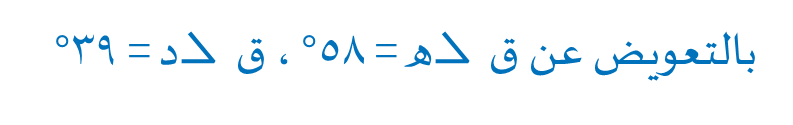 بالتعويض عن ق ∠هـ = ٥٨° ، ق ∠د = ٣٩°